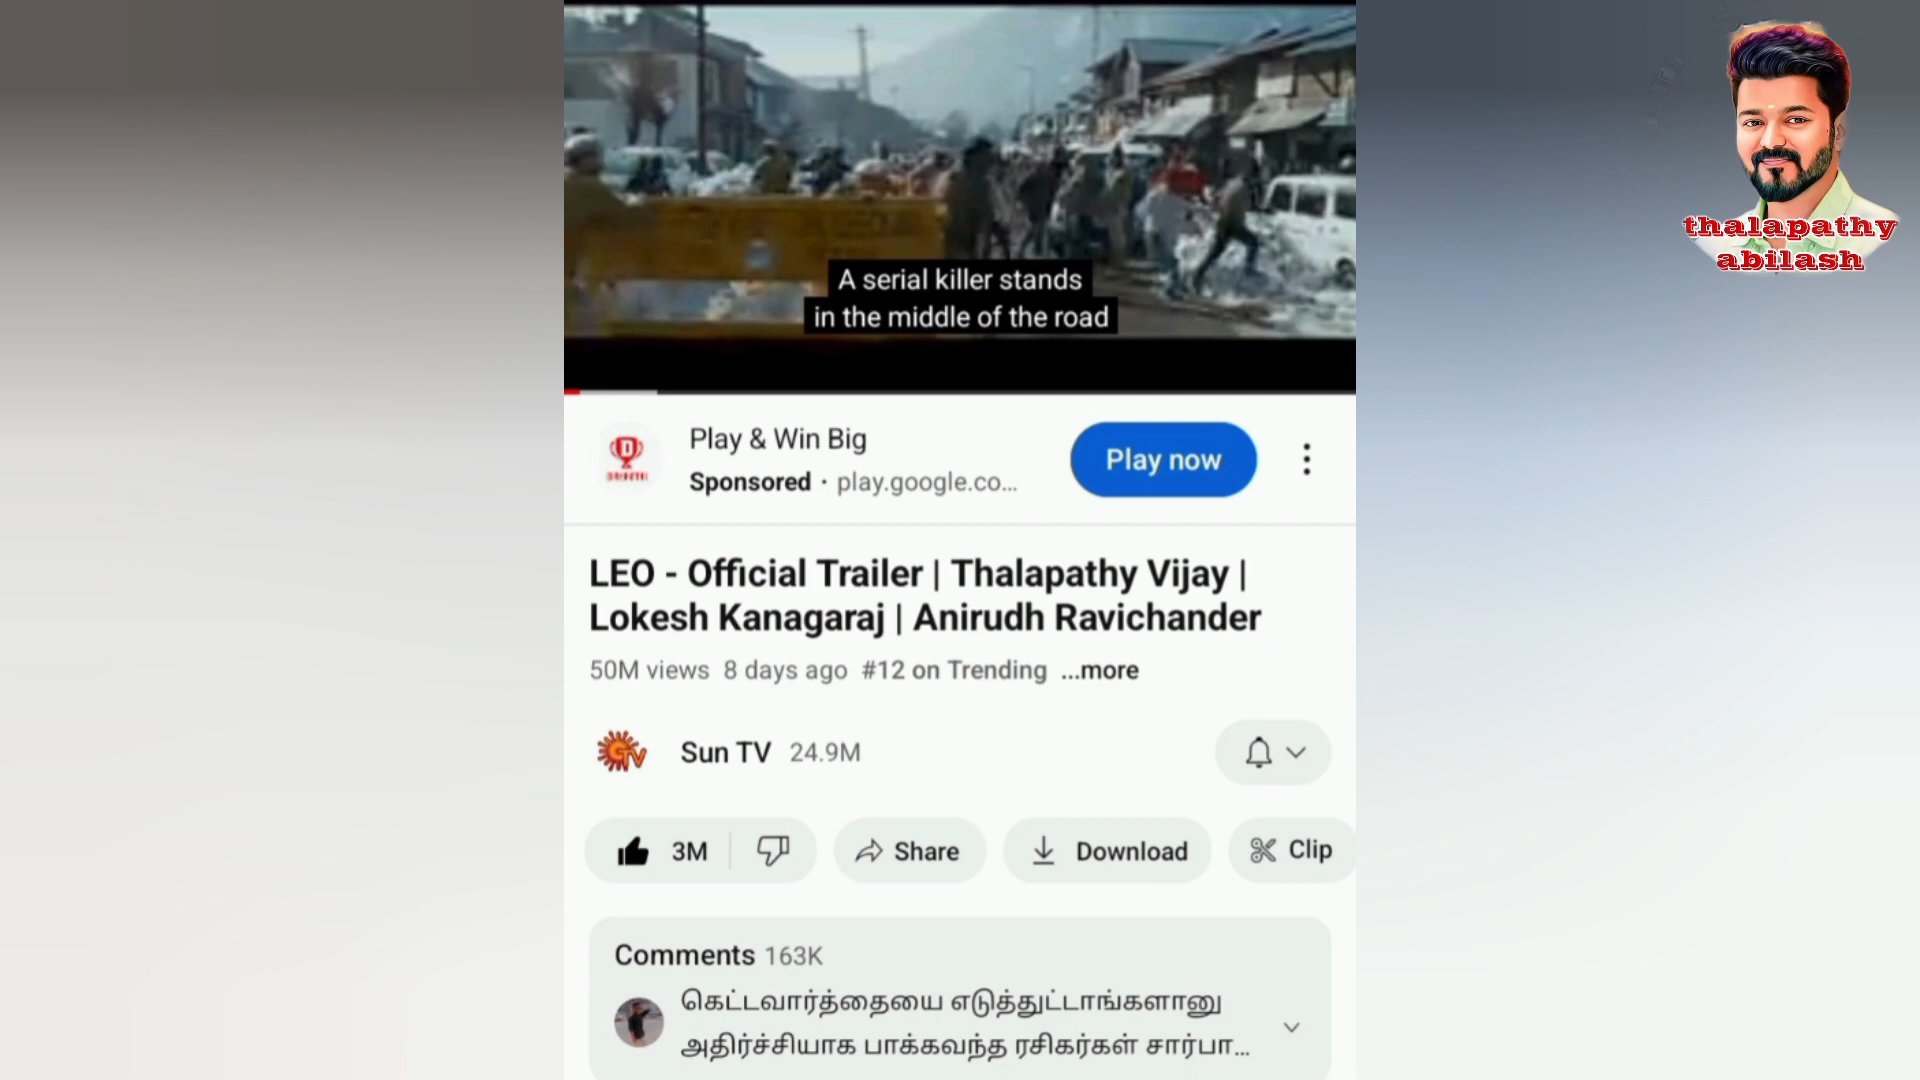 thalapathy
abilash
A serial killer stands
in the middle of the road
Play & Win Big
Sponsored · play.google.co...
Play now
LEO - Official Trailer | Thalapathy Vijay |
Lokesh Kanagaraj | Anirudh Ravichander
50M views 8 days ago #12 on Trending ...more
Sun TV 24.9M
3M
Share
Download
Clip
Comments 163K
கெட்டவார்த்தையை எடுத்துட்டாங்களானு
அதிர்ச்சியாக பாக்கவந்த ரசிகர்கள் சார்பா...